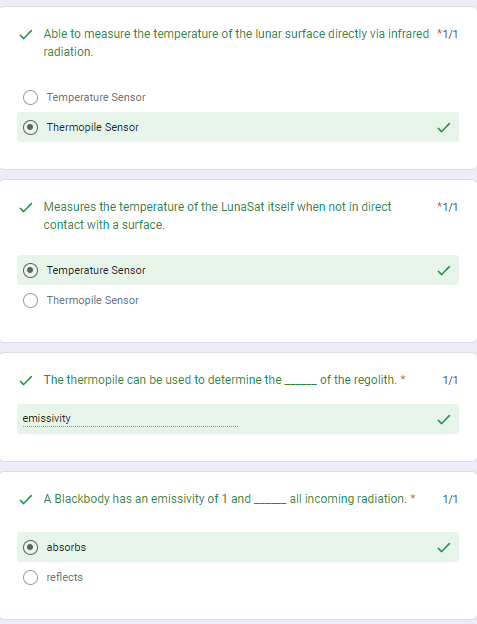 Able to measure the temperature of the lunar surface directly via infrared *1/1
radiation.
Temperature Sensor
Thermopile Sensor
Measures the temperature of the LunaSat itself when not in direct *1/1
contact with a surface.
Temperature Sensor
Thermopile Sensor
The thermopile can be used to determine the ______ of the regolith. * 1/1
emissivity
A Blackbody has an emissivity of 1 and ______ all incoming radiation. * 1/1
absorbs
reflects